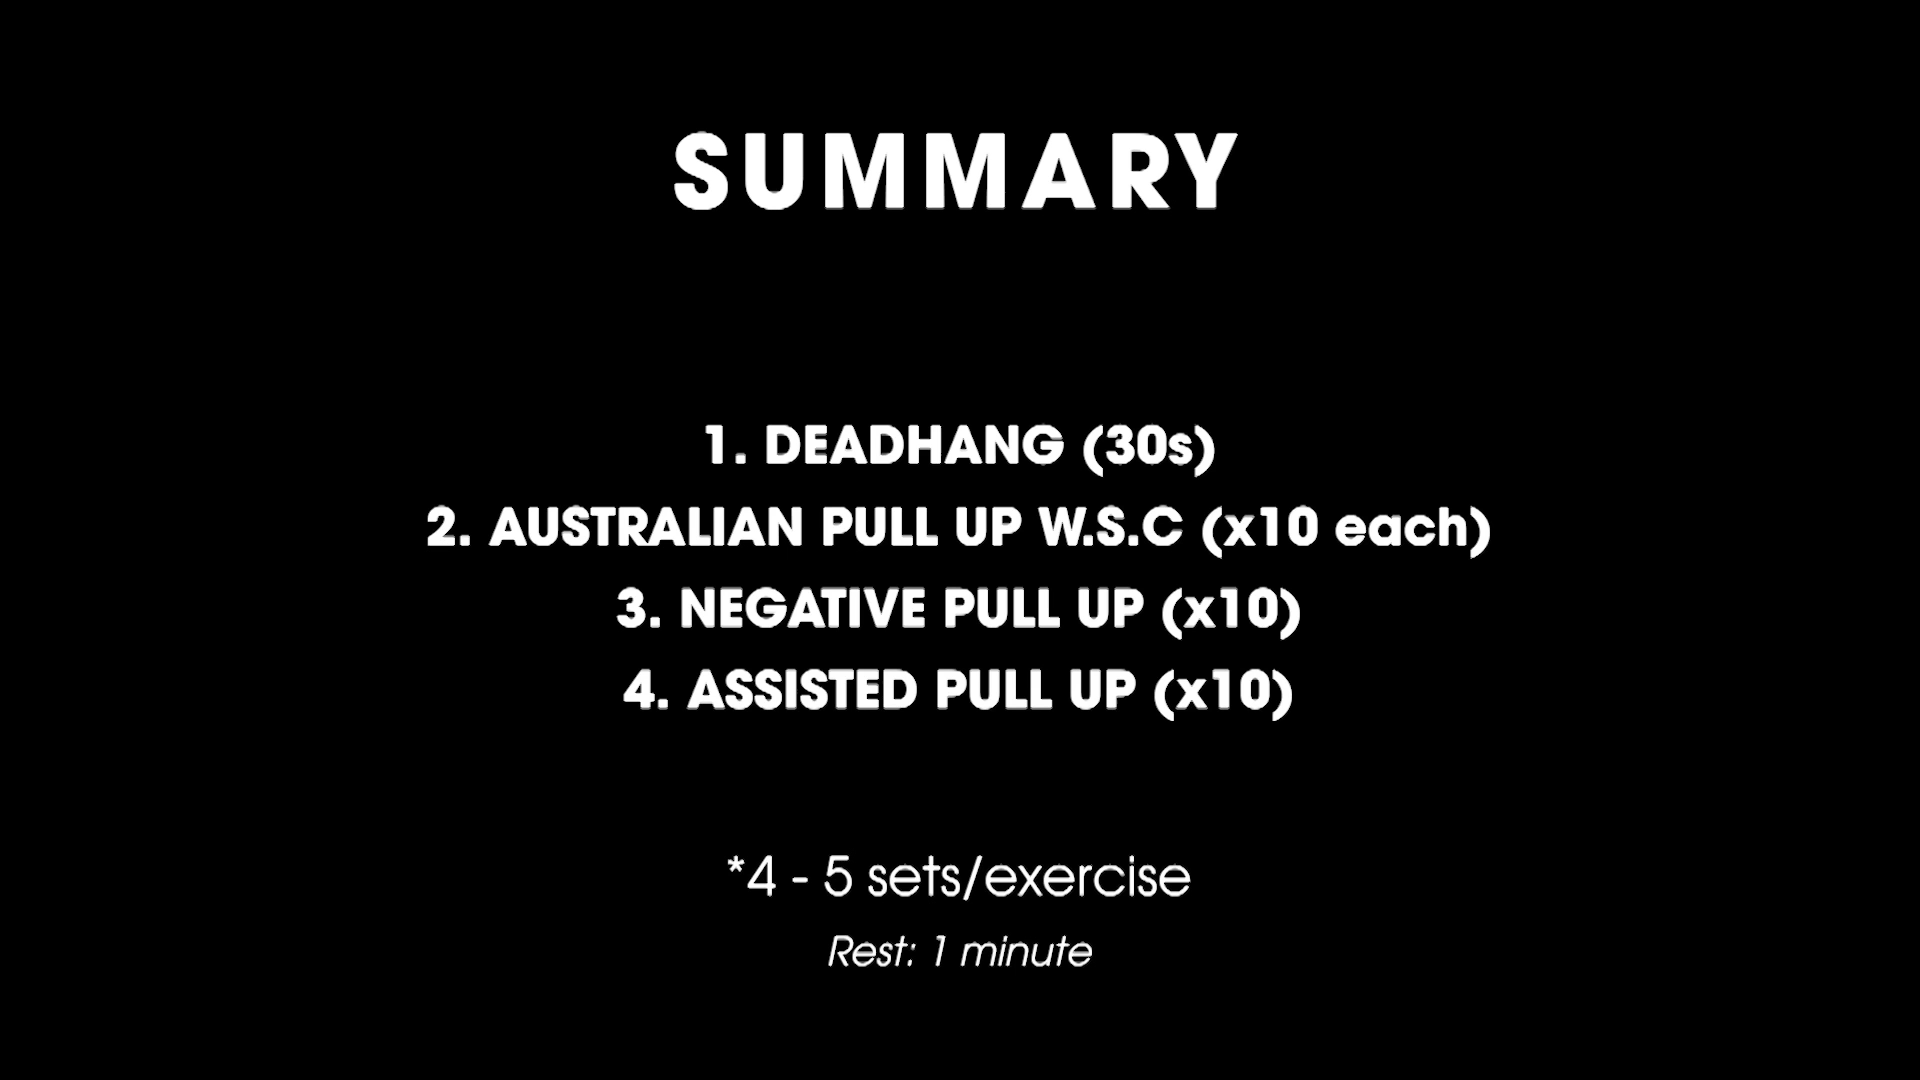 SUMMARY
1. DEADHANG (30s)
2. AUSTRALIAN PULL UP W.S.C (x10 each)
3. NEGATIVE PULL UP (x10)
4. ASSISTED PULL UP (x10)
*4 - 5 sets/exercise
Rest: 1 minute